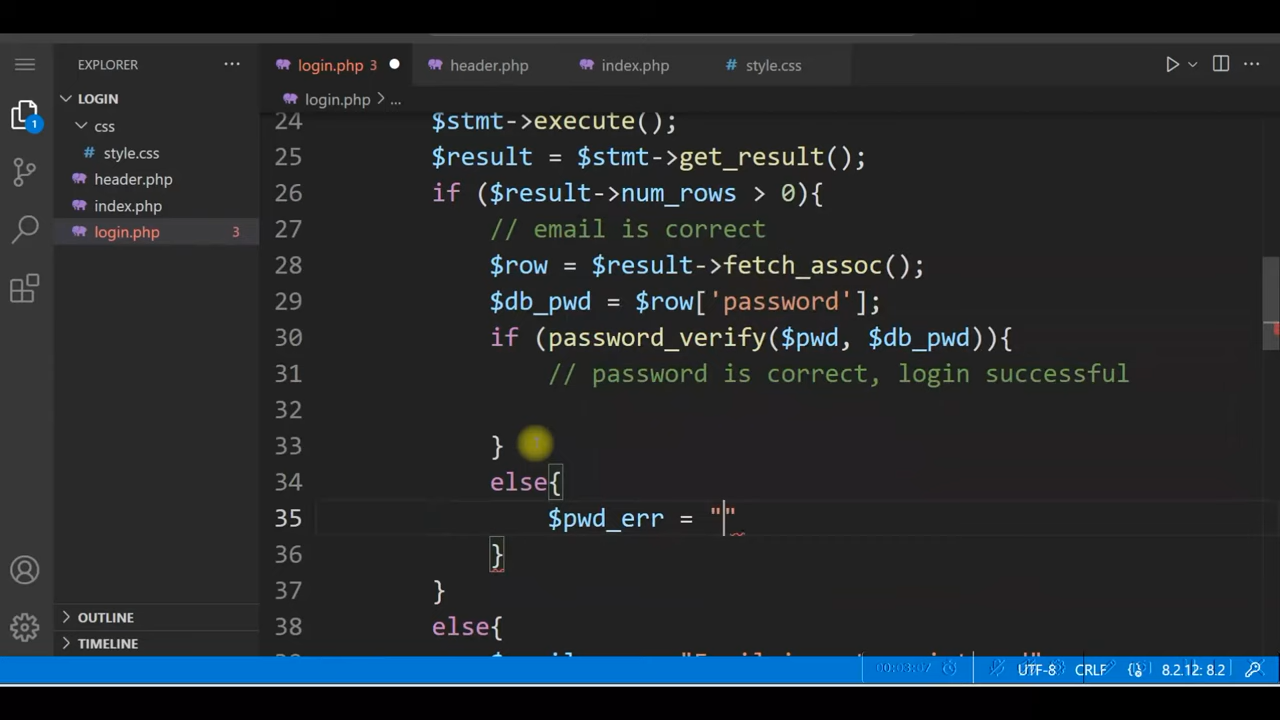 EXPLORER
LOGIN
css
# style.css
header.php
index.php
login.php 3
1
login.php 3
header.php
index.php
# style.css
login.php > ...
24 $stmt->execute();
25 $result = $stmt->get_result();
26 if ($result->num_rows > 0){
27 // email is correct
28 $row = $result->fetch_assoc();
29 $db_pwd = $row['password'];
30 if (password_verify($pwd, $db_pwd)){
31 // password is correct, login successful
32
33 }
34 else{
35 $pwd_err = ""
36 }
37 }
38 else{
OUTLINE
TIMELINE
00:03:07
UTF-8
CRLF
8.2.12: 8.2